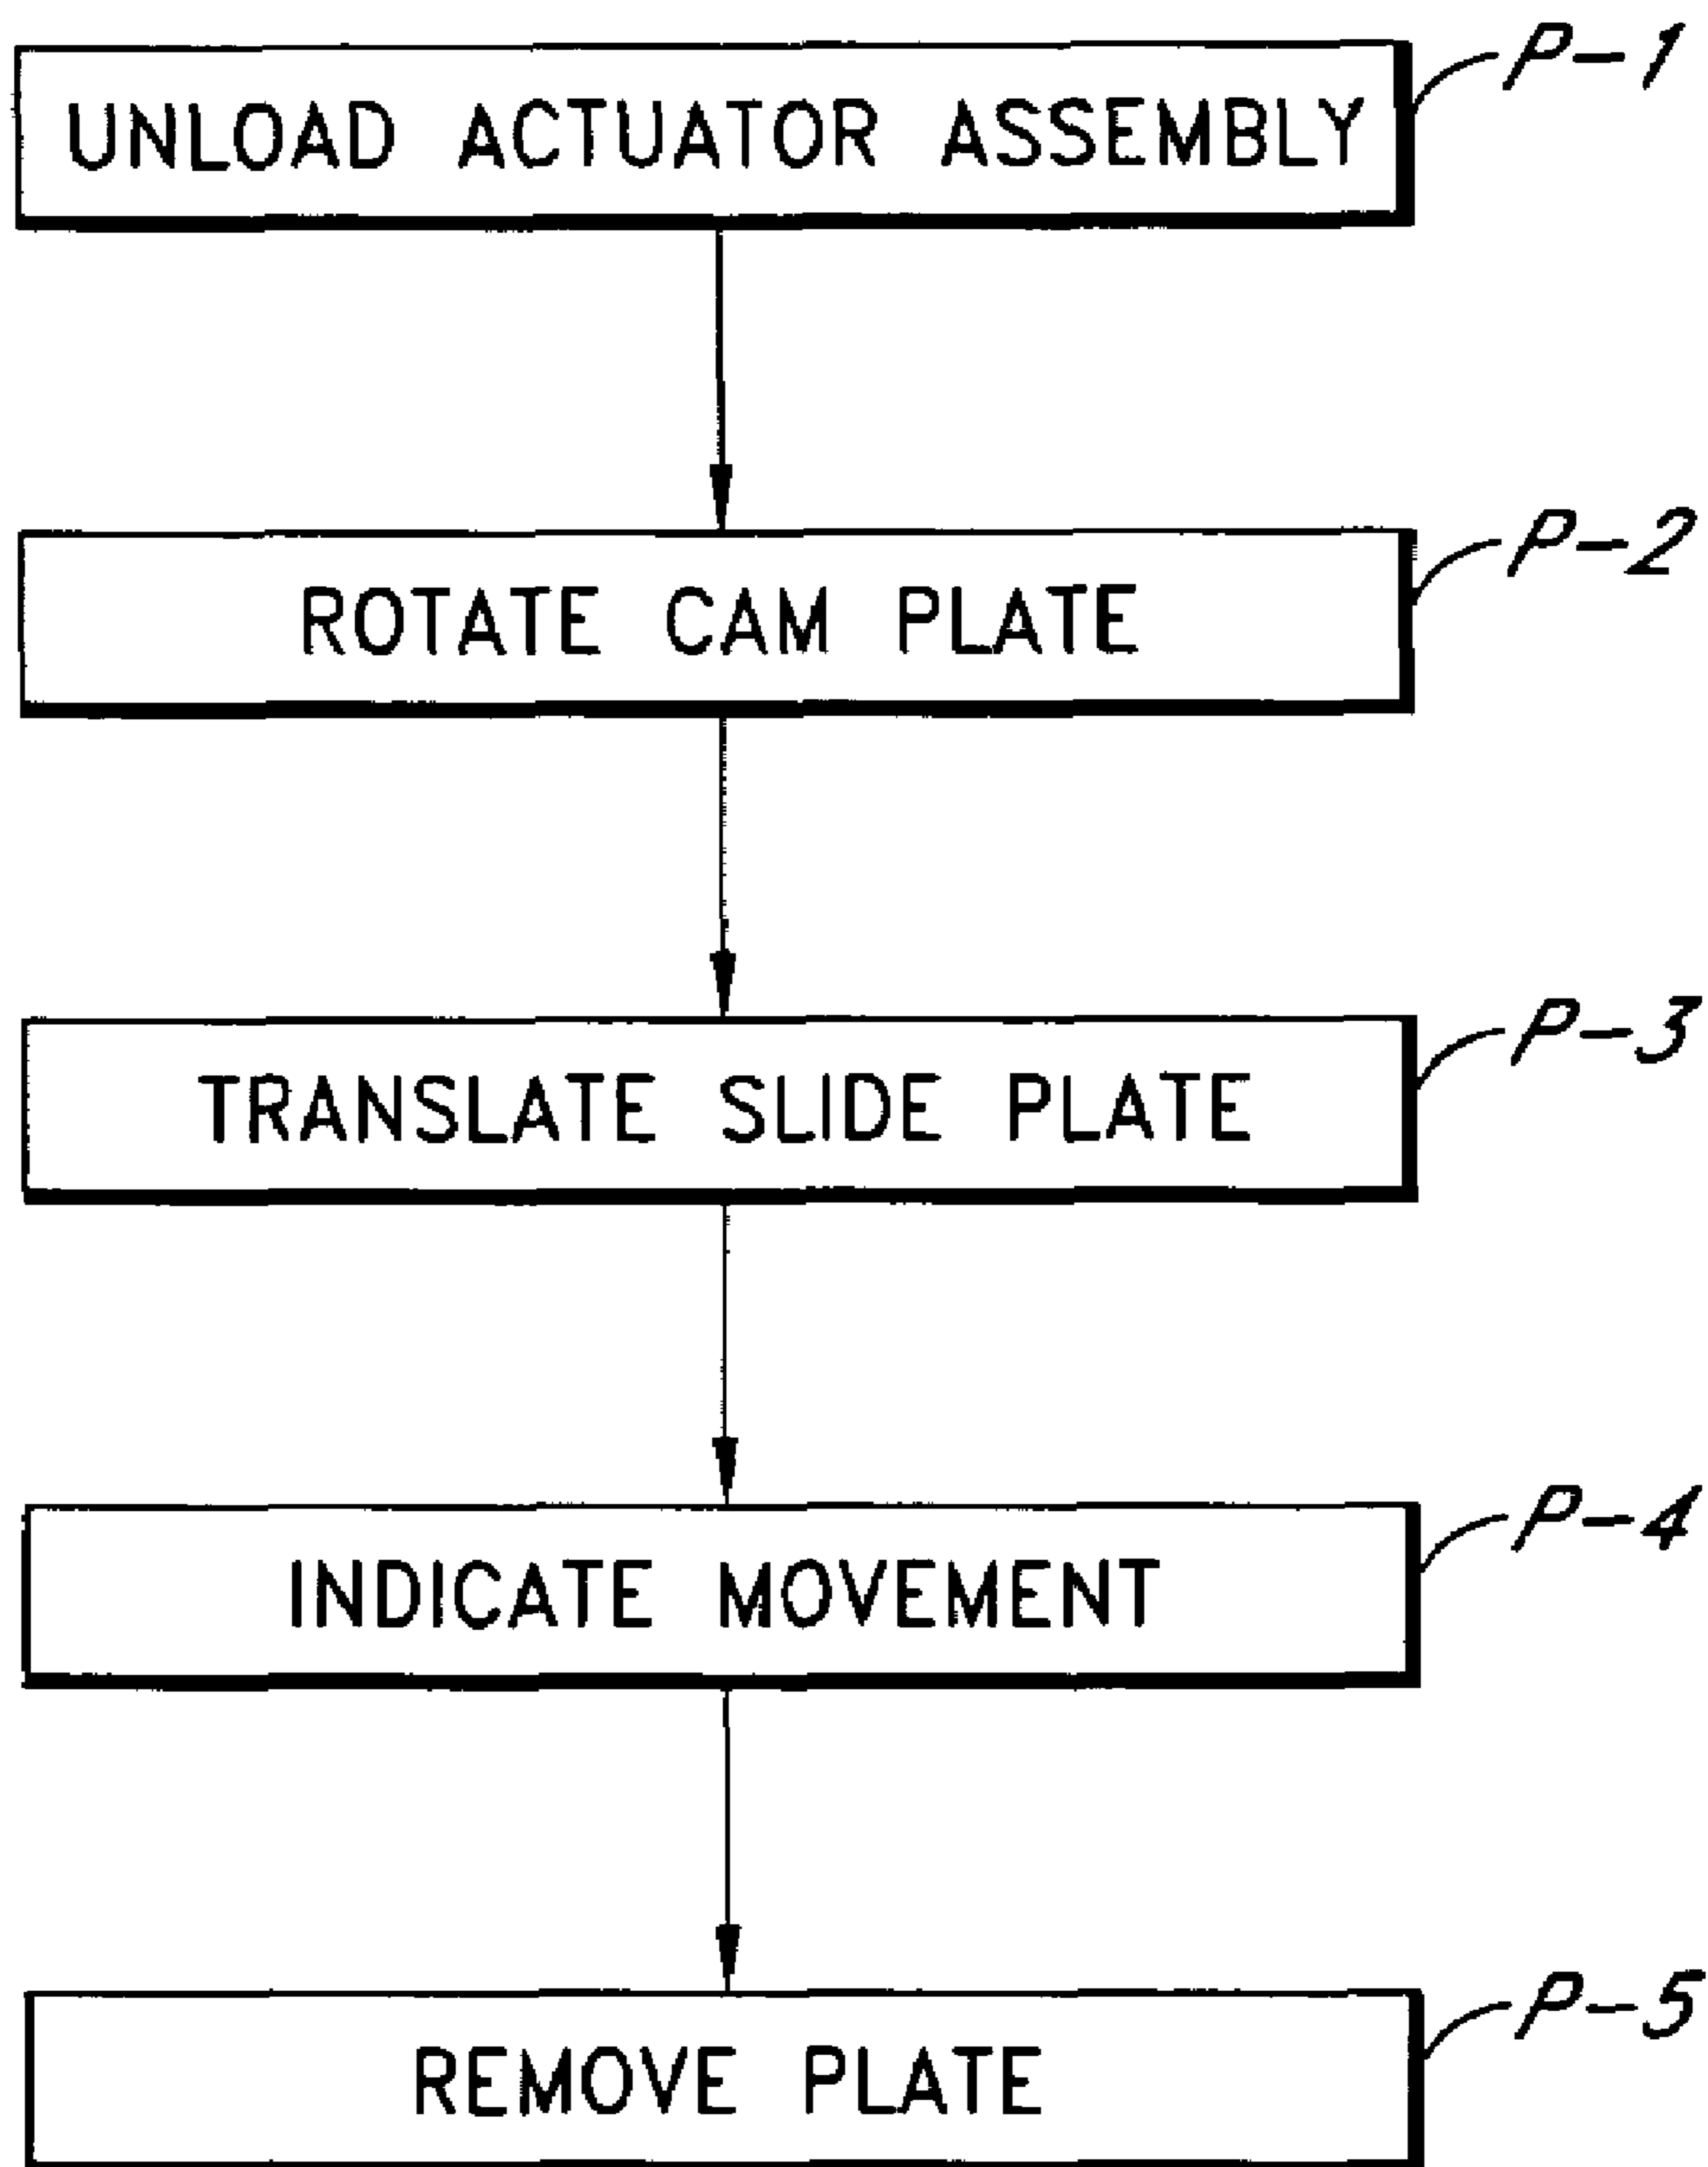 UNLOAD ACTUATOR ASSEMBLY
P-1
ROTATE CAM PLATE
P-2
TRANSLATE SLIDE PLATE
P-3
INDICATE MOVEMENT
P-4
REMOVE PLATE
P-5